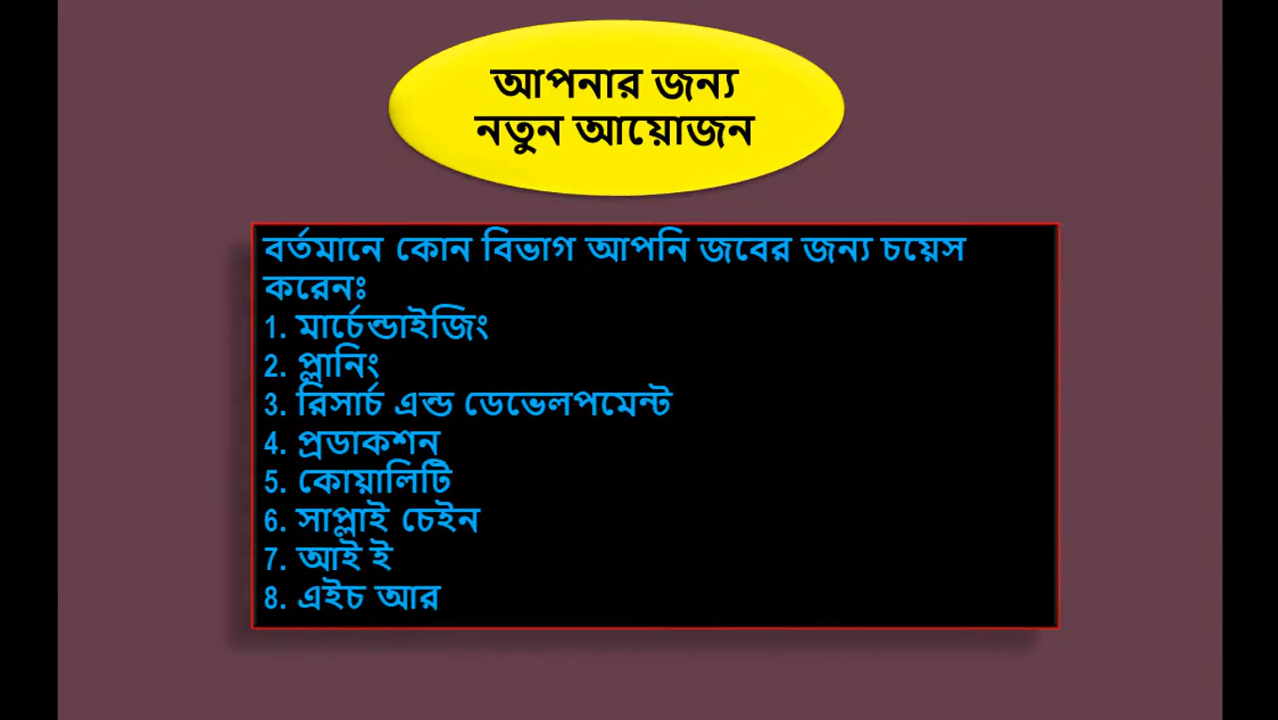 আপনার জন্য
নতুন আয়োজন
বর্তমানে কোন বিভাগ আপনি জবের জন্য চয়েস
করেনঃ
1. মার্চেন্ডাইজিং
2. প্লানিং
3. রিসার্চ এন্ড ডেভেলপমেন্ট
4. প্রডাকশন
5. কোয়ালিটি
6. সাপ্লাই চেইন
7. আই ই
8. এইচ আর